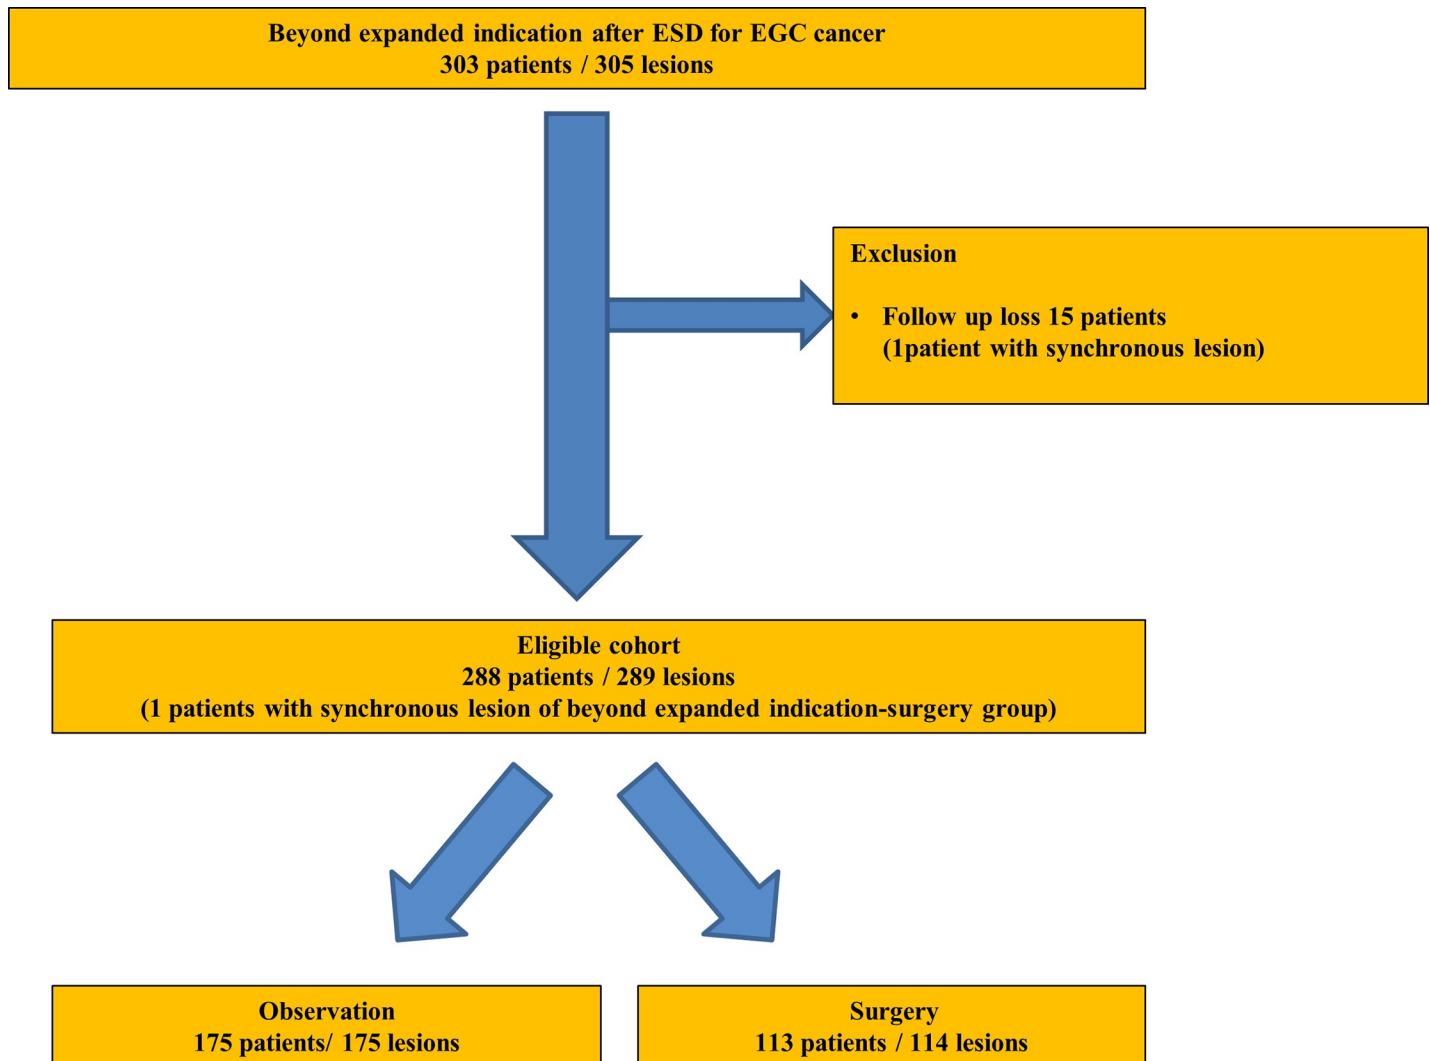 Beyond expanded indication after ESD for EGC cancer
303 patients / 305 lesions
Exclusion
• Follow up loss 15 patients
(1patient with synchronous lesion)
Eligible cohort
288 patients / 289 lesions
(1 patients with synchronous lesion of beyond expanded indication-surgery group)
Observation
175 patients/ 175 lesions
Surgery
113 patients / 114 lesions